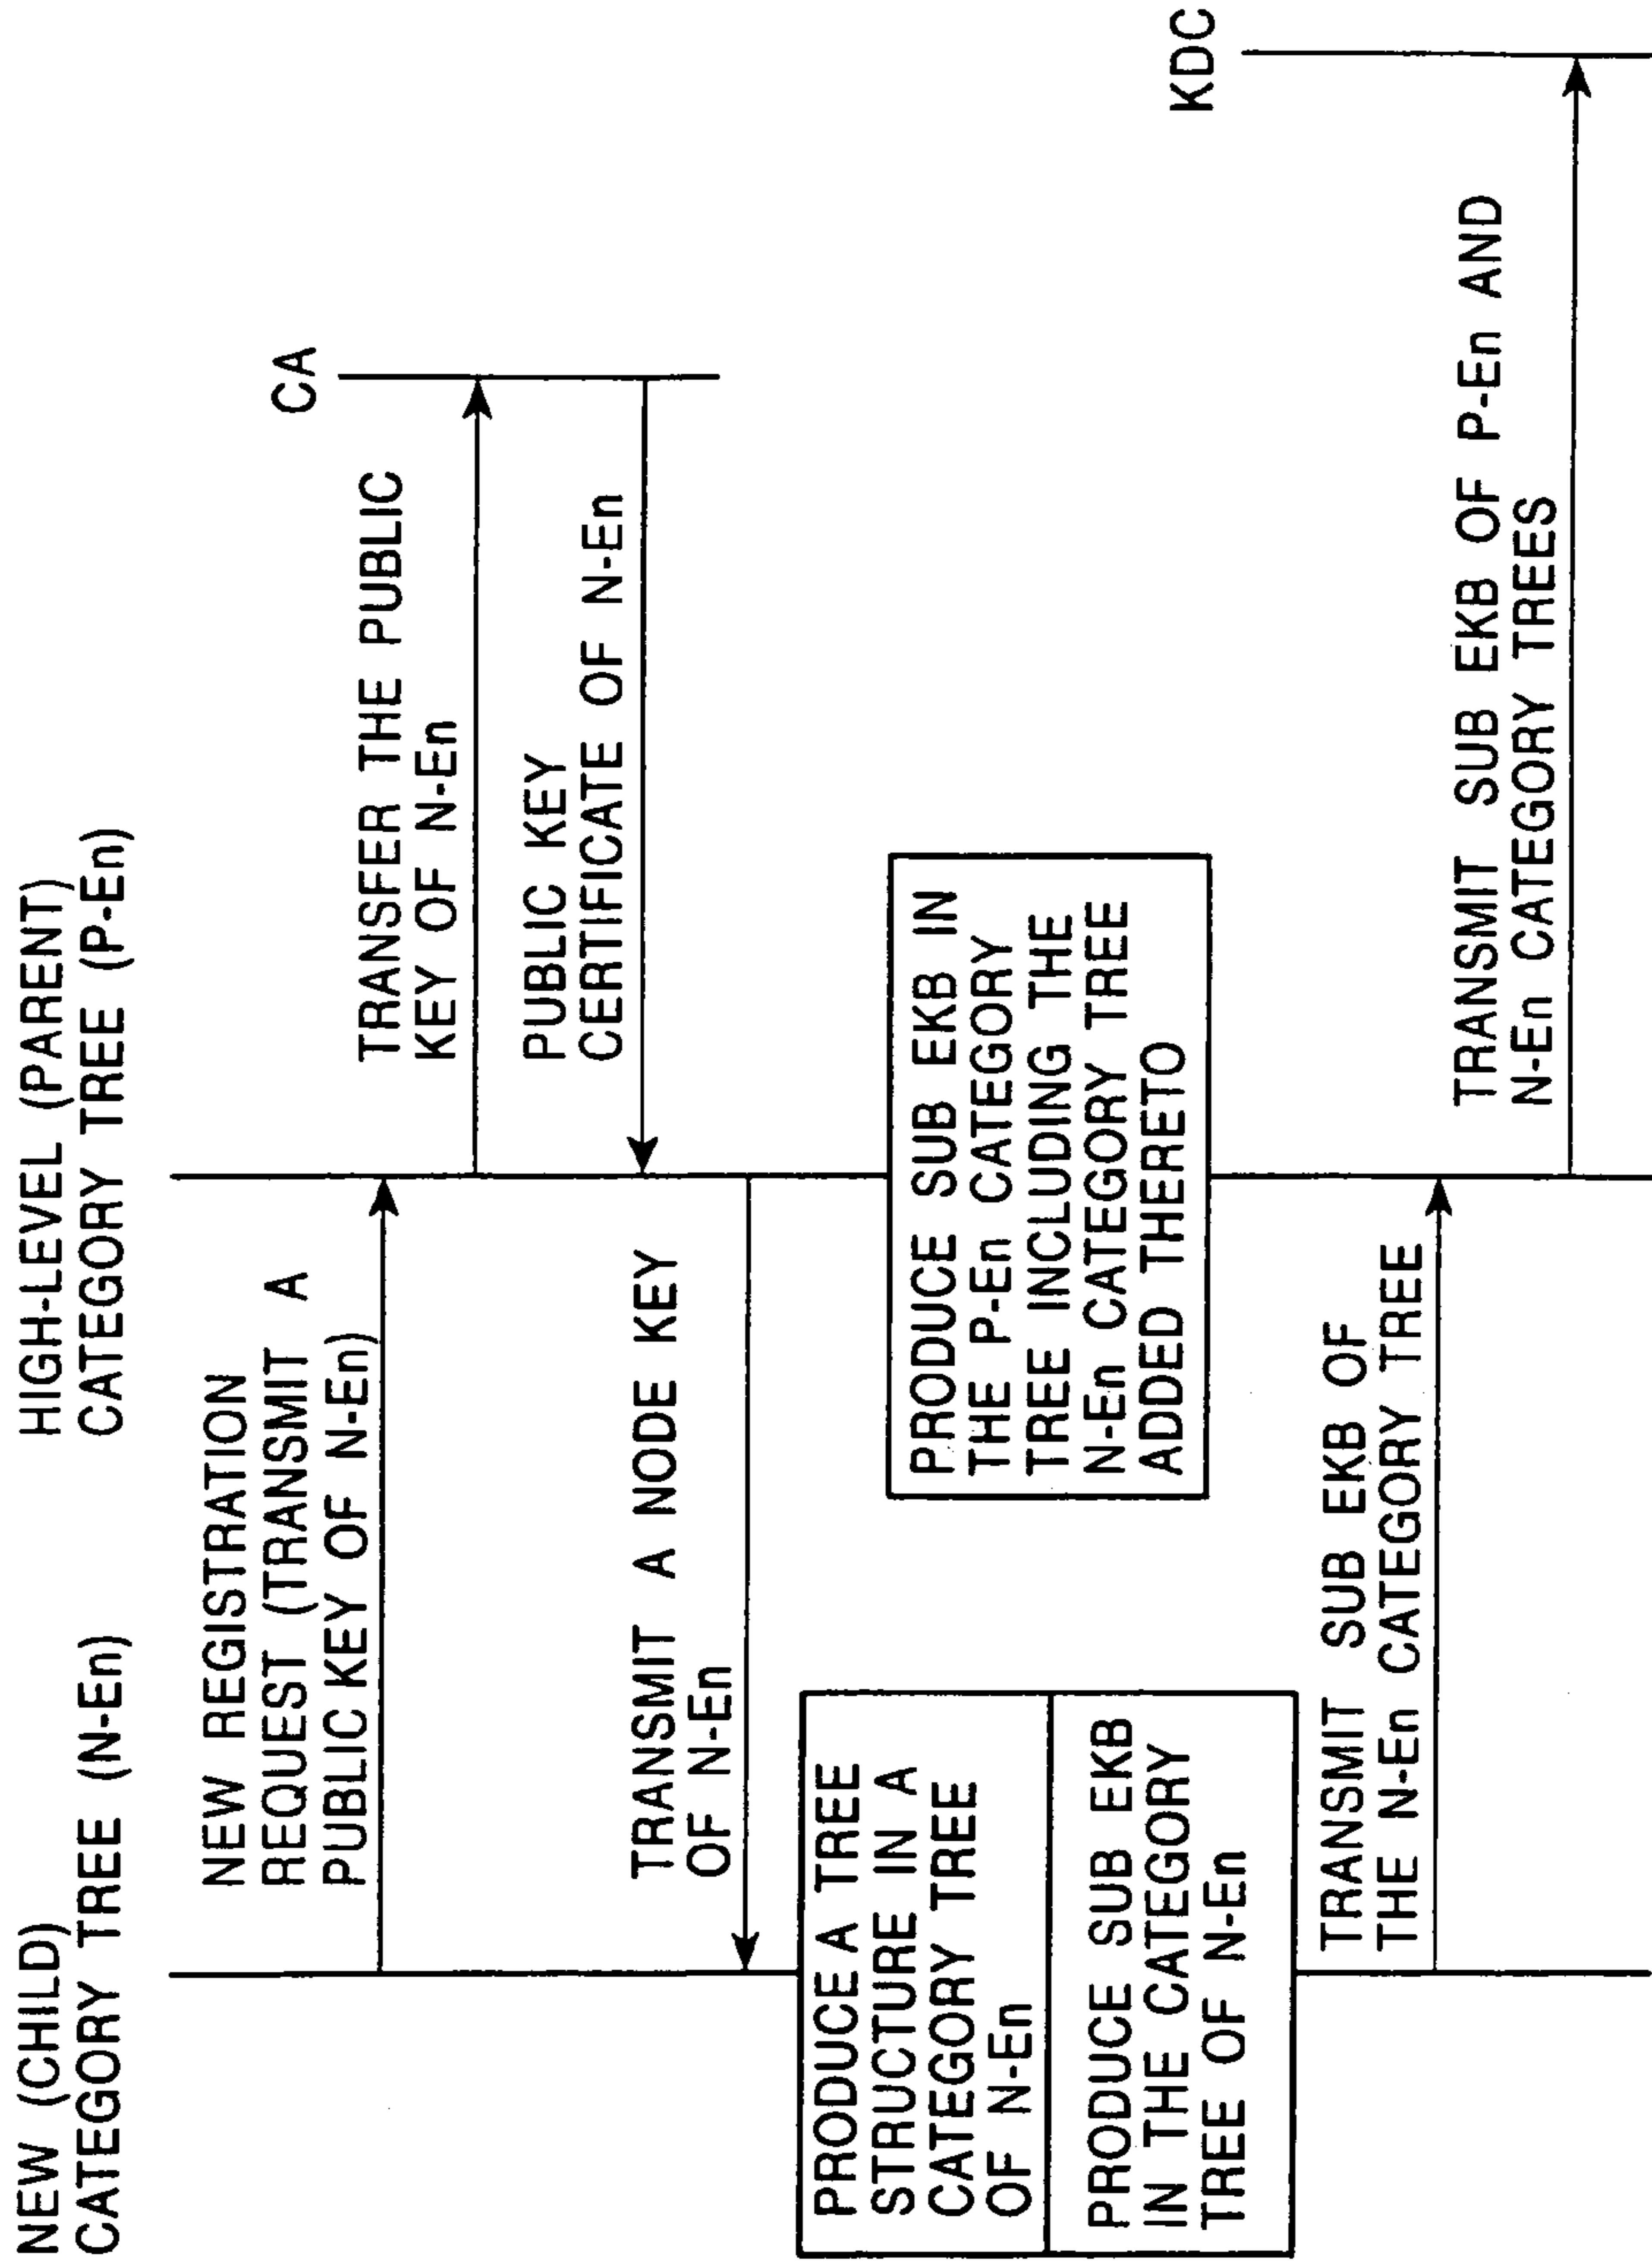 NEW (CHILD)
CATEGORY TREE (N-En)
HIGH-LEVEL (PARENT)
CATEGORY TREE (P-En)
NEW REGISTRATION
REQUEST (TRANSMIT A
PUBLIC KEY OF N-En)
CA
TRANSFER THE PUBLIC
KEY OF N-En
PUBLIC KEY
CERTIFICATE OF N-En
TRANSMIT A NODE KEY
OF N-En
PRODUCE A TREE
STRUCTURE IN A
CATEGORY TREE
OF N-En
PRODUCE SUB EKB
IN THE CATEGORY
TREE OF N-En
PRODUCE SUB EKB IN
THE P-En CATEGORY
TREE INCLUDING THE
N-En CATEGORY TREE
ADDED THERETO
TRANSMIT SUB EKB OF
THE N-En CATEGORY TREE
KDC
TRANSMIT SUB EKB OF P-En AND
N-En CATEGORY TREES